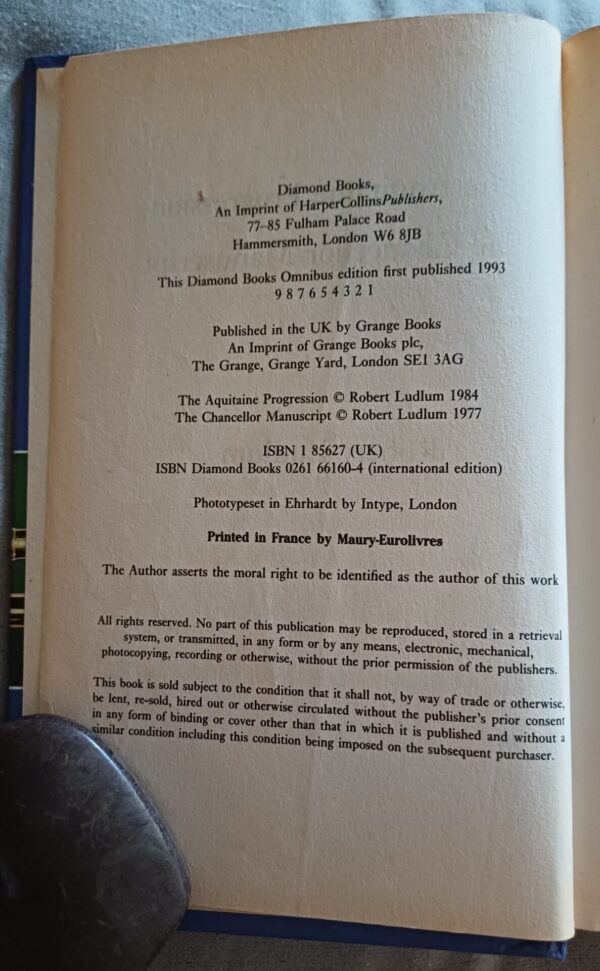 Diamond Books,
An Imprint of HarperCollinsPublishers,
77–85 Fulham Palace Road
Hammersmith, London W6 8JB
This Diamond Books Omnibus edition first published 1993
9 8 7 6 5 4 3 2 1
Published in the UK by Grange Books
An Imprint of Grange Books plc,
The Grange, Grange Yard, London SE1 3AG
The Aquitaine Progression © Robert Ludlum 1984
The Chancellor Manuscript © Robert Ludlum 1977
ISBN 1 85627 (UK)
ISBN Diamond Books 0261 66160–4 (international edition)
Phototypeset in Ehrhardt by Intype, London
Printed in France by Maury-Eurolivres
The Author asserts the moral right to be identified as the author of this work
All rights reserved. No part of this publication may be reproduced, stored in a retrieval
system, or transmitted, in any form or by any means, electronic, mechanical,
photocopying, recording or otherwise, without the prior permission of the publishers.
This book is sold subject to the condition that it shall not, by way of trade or otherwise,
be lent, re-sold, hired out or otherwise circulated without the publisher's prior consent
in any form of binding or cover other than that in which it is published and without a
similar condition including this condition being imposed on the subsequent purchaser.